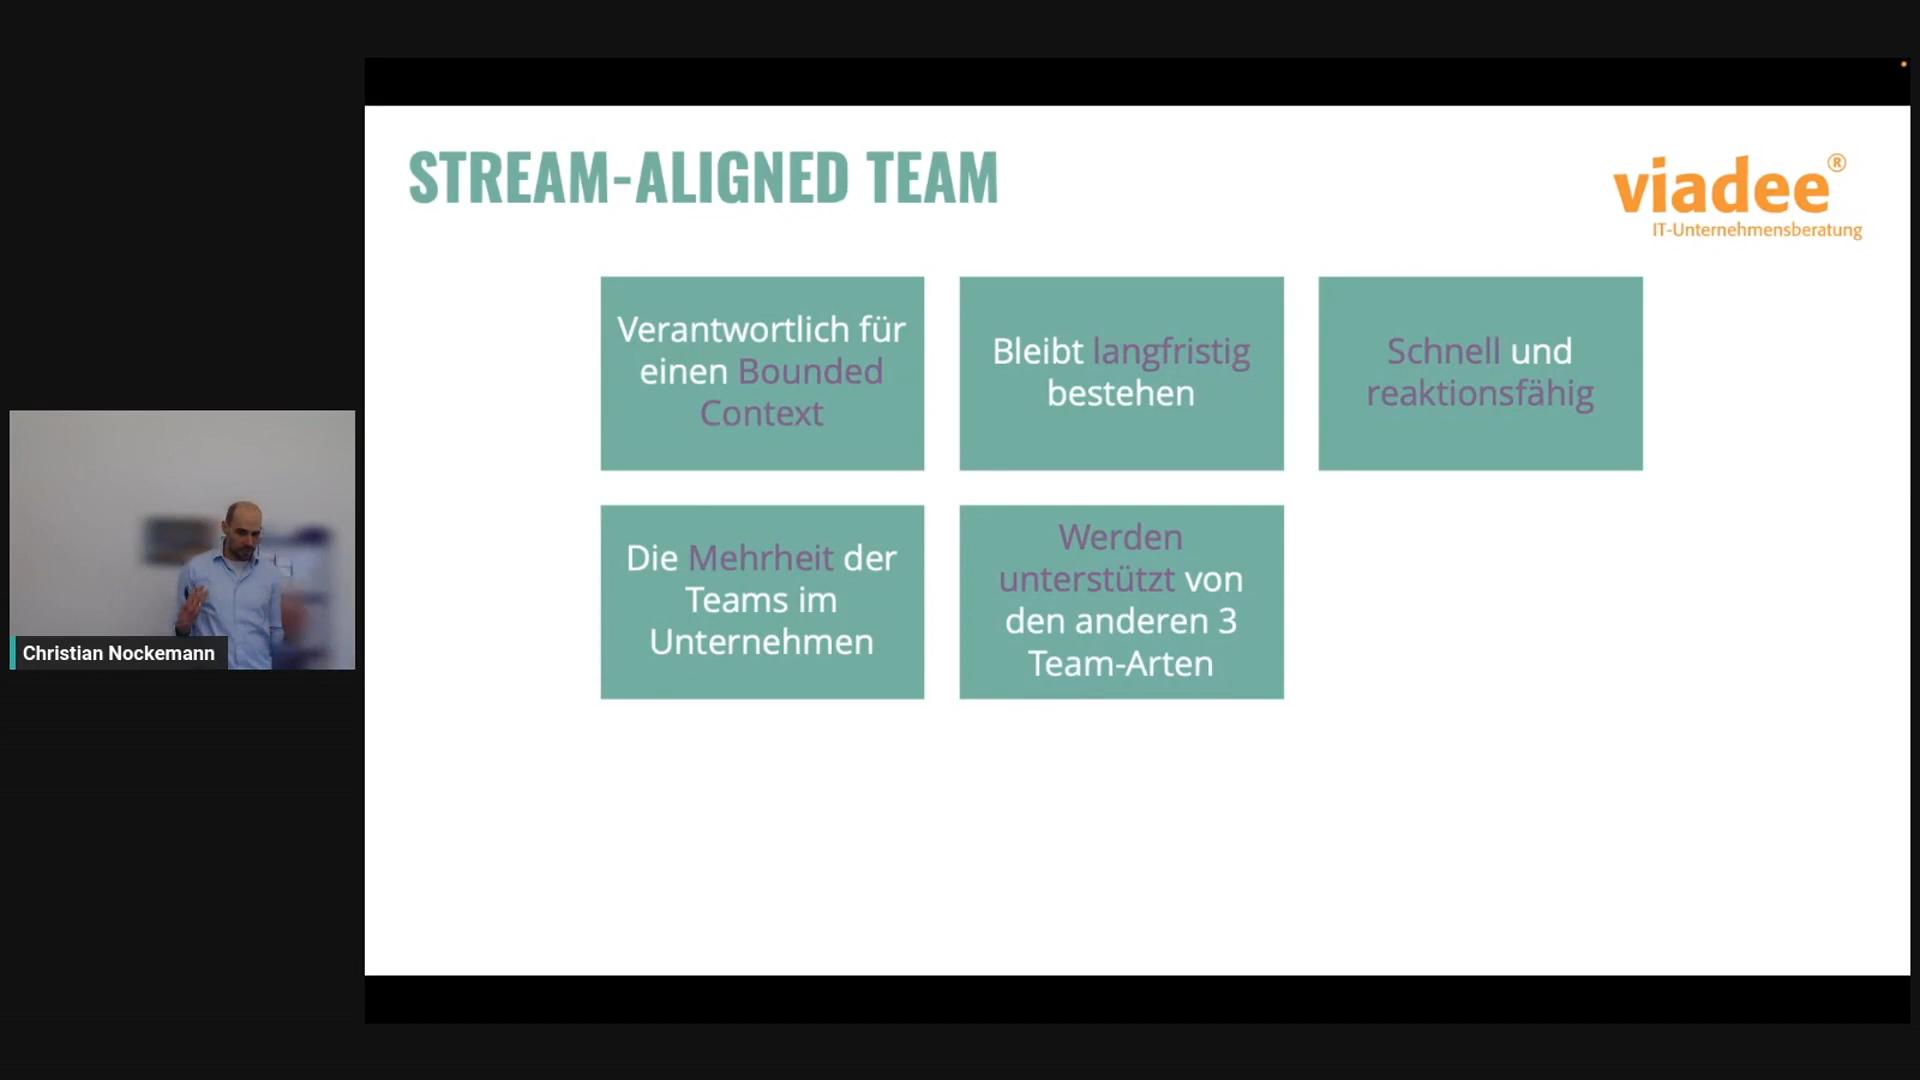 STREAM-ALIGNED TEAM
viadee®
IT-Unternehmensberatung
Verantwortlich für
einen Bounded
Context
Bleibt langfristig
bestehen
Schnell und
reaktionsfähig
Die Mehrheit der
Teams im
Unternehmen
Werden
unterstützt von
den anderen 3
Team-Arten
Christian Nockemann